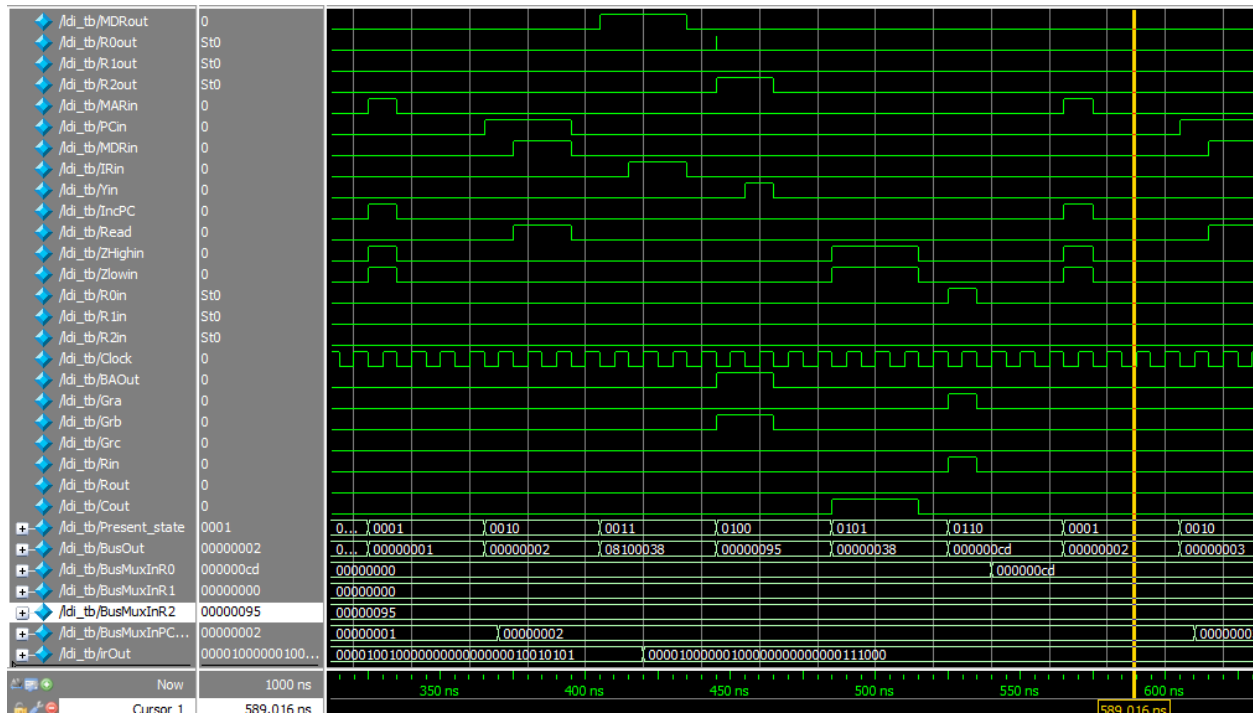 /ldi_tb/MDRout 0
/ldi_tb/R0out St0
/ldi_tb/R1out St0
/ldi_tb/R2out St0
/ldi_tb/MARin 0
/ldi_tb/PCin 0
/ldi_tb/MDRin 0
/ldi_tb/IRin 0
/ldi_tb/Yin 0
/ldi_tb/IncPC 0
/ldi_tb/Read 0
/ldi_tb/ZHighin 0
/ldi_tb/Zlowin 0
/ldi_tb/R0in St0
/ldi_tb/R1in St0
/ldi_tb/R2in St0
/ldi_tb/Clock 0
/ldi_tb/BAOut 0
/ldi_tb/Gra 0
/ldi_tb/Grb 0
/ldi_tb/Grc 0
/ldi_tb/Rin 0
/ldi_tb/Rout 0
/ldi_tb/Cout 0
/ldi_tb/Present_state 0001 0... 0001 0010 0011 0100 0101 0110 0001 0010
/ldi_tb/BusOut 00000002 0... 00000001 00000002 08100038 00000095 00000038 000000cd 00000002 00000003
/ldi_tb/BusMuxInR0 000000cd 00000000 000000cd
/ldi_tb/BusMuxInR1 00000000 00000000
/ldi_tb/BusMuxInR2 00000095 00000095
/ldi_tb/BusMuxInPC... 00000002 00000001 00000002 0000000
/ldi_tb/irOut 00001000000100... 00001001000000000000000010010101 00001000000100000000000000111000
Now 1000 ns 350 ns 400 ns 450 ns 500 ns 550 ns 600 ns
Cursor 1 589.016 ns 589.016 ns